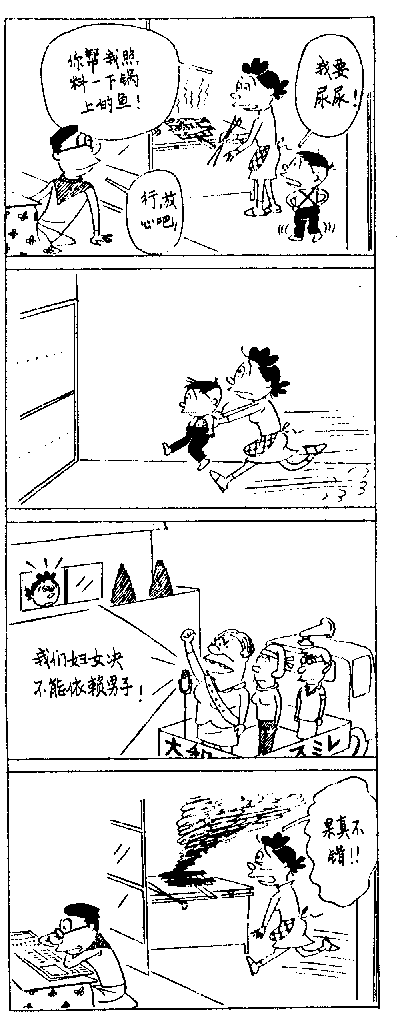 你帮我照
料一下锅
上的鱼！
我要
尿尿！
行，放
心吧！
我们妇女决
不能依赖男子！
大和
スミレ
果真不
错！！